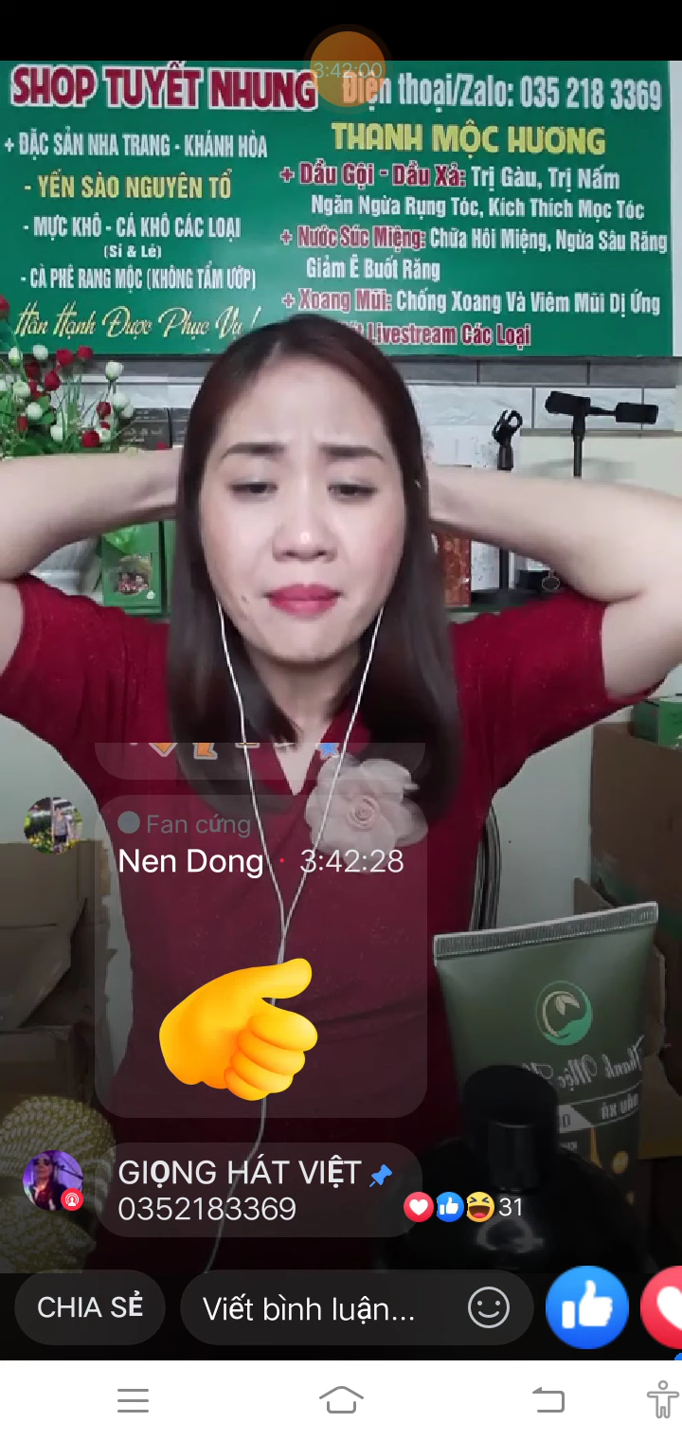 3:42:00
SHOP TUYẾT NHUNG
Điện thoại/Zalo: 035 218 3369
+ ĐẶC SẢN NHA TRANG - KHÁNH HÒA
- YẾN SÀO NGUYÊN TỔ
- MỰC KHÔ - CÁ KHÔ CÁC LOẠI
(Sỉ & Lẻ)
- CÀ PHÊ RANG MỘC (KHÔNG TẨM ƯỚP)
Hân Hạnh Được Phục Vụ!
THANH MỘC HƯƠNG
+ Dầu Gội - Dầu Xả: Trị Gàu, Trị Nấm
Ngăn Ngừa Rụng Tóc, Kích Thích Mọc Tóc
+ Nước Súc Miệng: Chữa Hôi Miệng, Ngừa Sâu Răng
Giảm Ê Buốt Răng
+ Xoang Mũi: Chống Xoang Và Viêm Mũi Dị Ứng
Livestream Các Loại
Fan cứng
Nen Dong · 3:42:28
Thanh Mộc
DẦU XẢ
GIỌNG HÁT VIỆT
0352183369
31
CHIA SẺ
Viết bình luận...